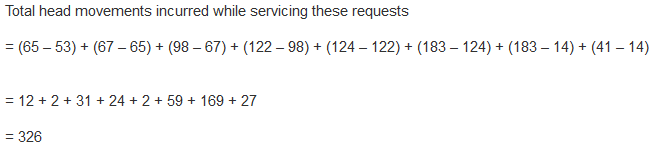 Total head movements incurred while servicing these requests
= (65 – 53) + (67 – 65) + (98 – 67) + (122 – 98) + (124 – 122) + (183 – 124) + (183 – 14) + (41 – 14)
= 12 + 2 + 31 + 24 + 2 + 59 + 169 + 27
= 326